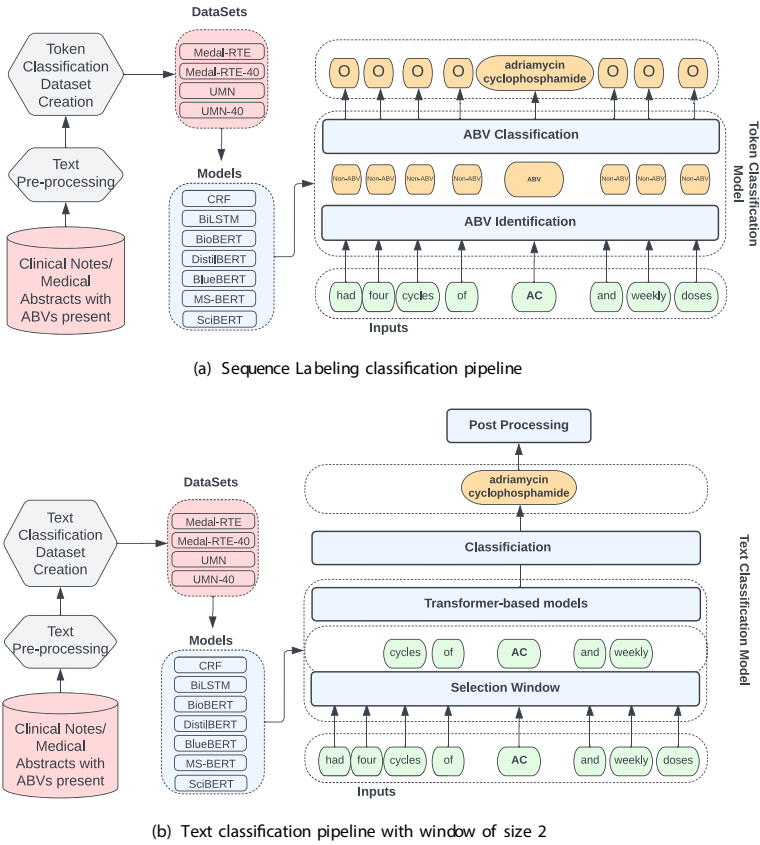 DataSets
Token
Classification
Dataset
Creation
Text
Pre-processing
Clinical Notes/
Medical
Abstracts with
ABVs present
Medal-RTE
Medal-RTE-40
UMN
UMN-40
Models
CRF
BiLSTM
BioBERT
DistilBERT
BlueBERT
MS-BERT
SciBERT
O O O O adriamycin cyclophosphamide O O O
ABV Classification
Non-ABV Non-ABV Non-ABV Non-ABV ABV Non-ABV Non-ABV Non-ABV
ABV Identification
had four cycles of AC and weekly doses
Inputs
Token Classification
Model
(a) Sequence Labeling classification pipeline
DataSets
Text
Classification
Dataset
Creation
Text
Pre-processing
Clinical Notes/
Medical
Abstracts with
ABVs present
Medal-RTE
Medal-RTE-40
UMN
UMN-40
Models
CRF
BiLSTM
BioBERT
DistilBERT
BlueBERT
MS-BERT
SciBERT
Post Processing
adriamycin
cyclophosphamide
Classificiation
Transformer-based models
cycles of AC and weekly
Selection Window
had four cycles of AC and weekly doses
Inputs
Text Classification Model
(b) Text classification pipeline with window of size 2